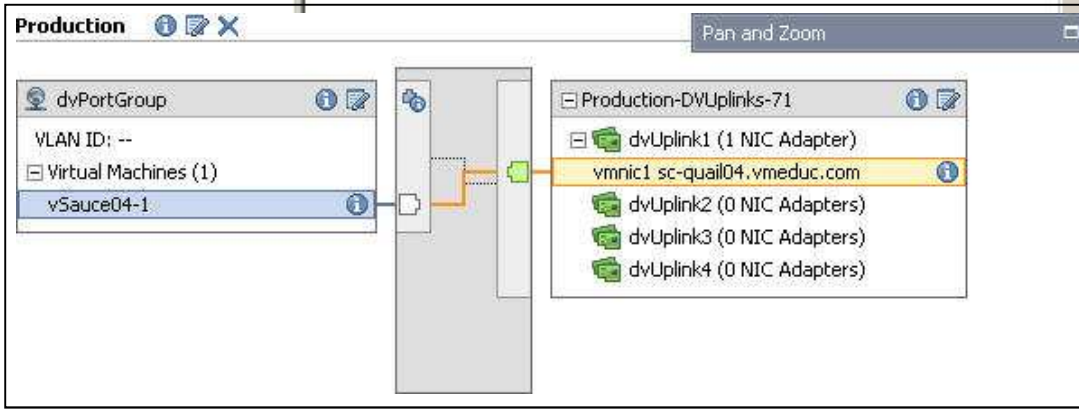 Production
Pan and Zoom
dvPortGroup
VLAN ID: --
Virtual Machines (1)
vSauce04-1
Production-DVUplinks-71
dvUplink1 (1 NIC Adapter)
vmnic1 sc-quail04.vmeduc.com
dvUplink2 (0 NIC Adapters)
dvUplink3 (0 NIC Adapters)
dvUplink4 (0 NIC Adapters)